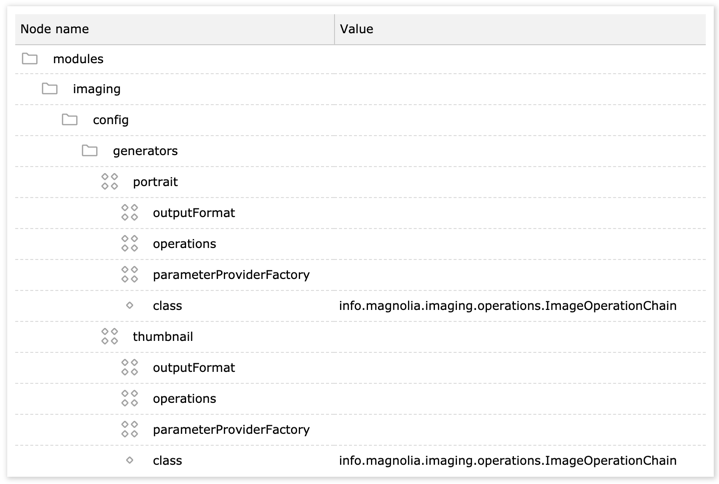 Node name Value
modules
imaging
config
generators
portrait
outputFormat
operations
parameterProviderFactory
class info.magnolia.imaging.operations.ImageOperationChain
thumbnail
outputFormat
operations
parameterProviderFactory
class info.magnolia.imaging.operations.ImageOperationChain